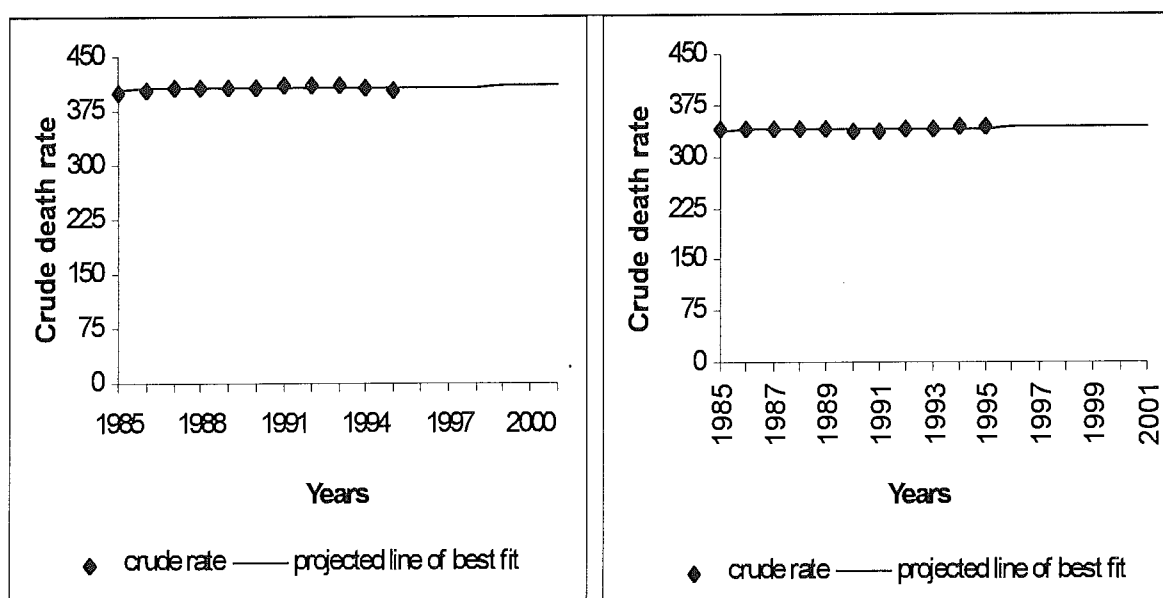 450
375
300
225
150
75
0
Crude death rate
1985 1988 1991 1994 1997 2000
Years
crude rate projected line of best fit
450
375
300
225
150
75
0
Crude death rate
1985 1987 1989 1991 1993 1995 1997 1999 2001
Years
crude rate projected line of best fit